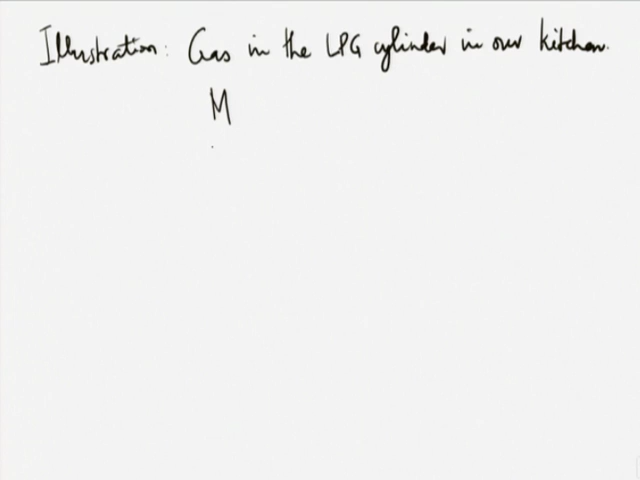 Illustration: Gas in the LPG cylinder in our kitchen.
M